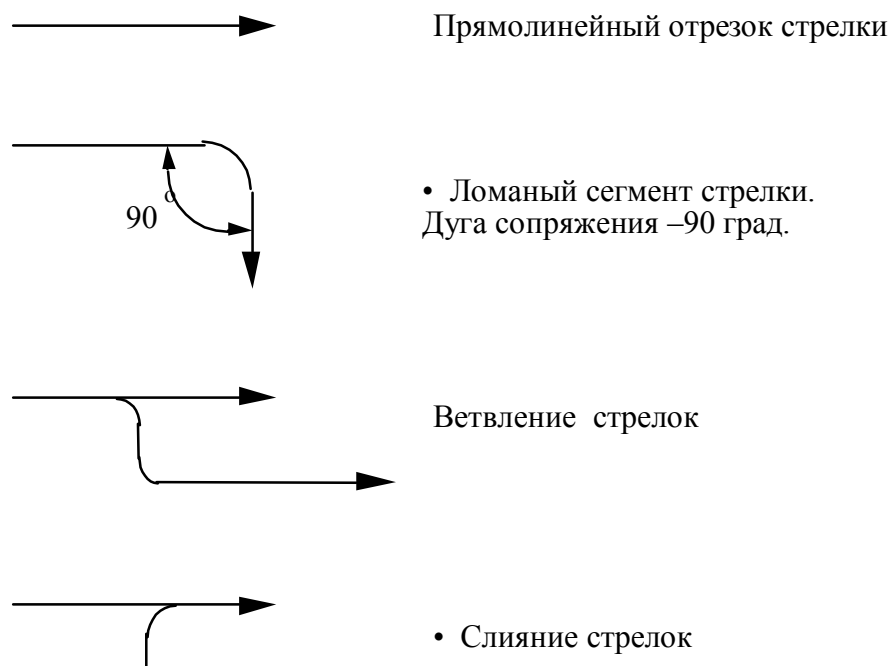 Прямолинейный отрезок стрелки
90 °
• Ломаный сегмент стрелки.
Дуга сопряжения –90 град.
Ветвление стрелок
• Слияние стрелок